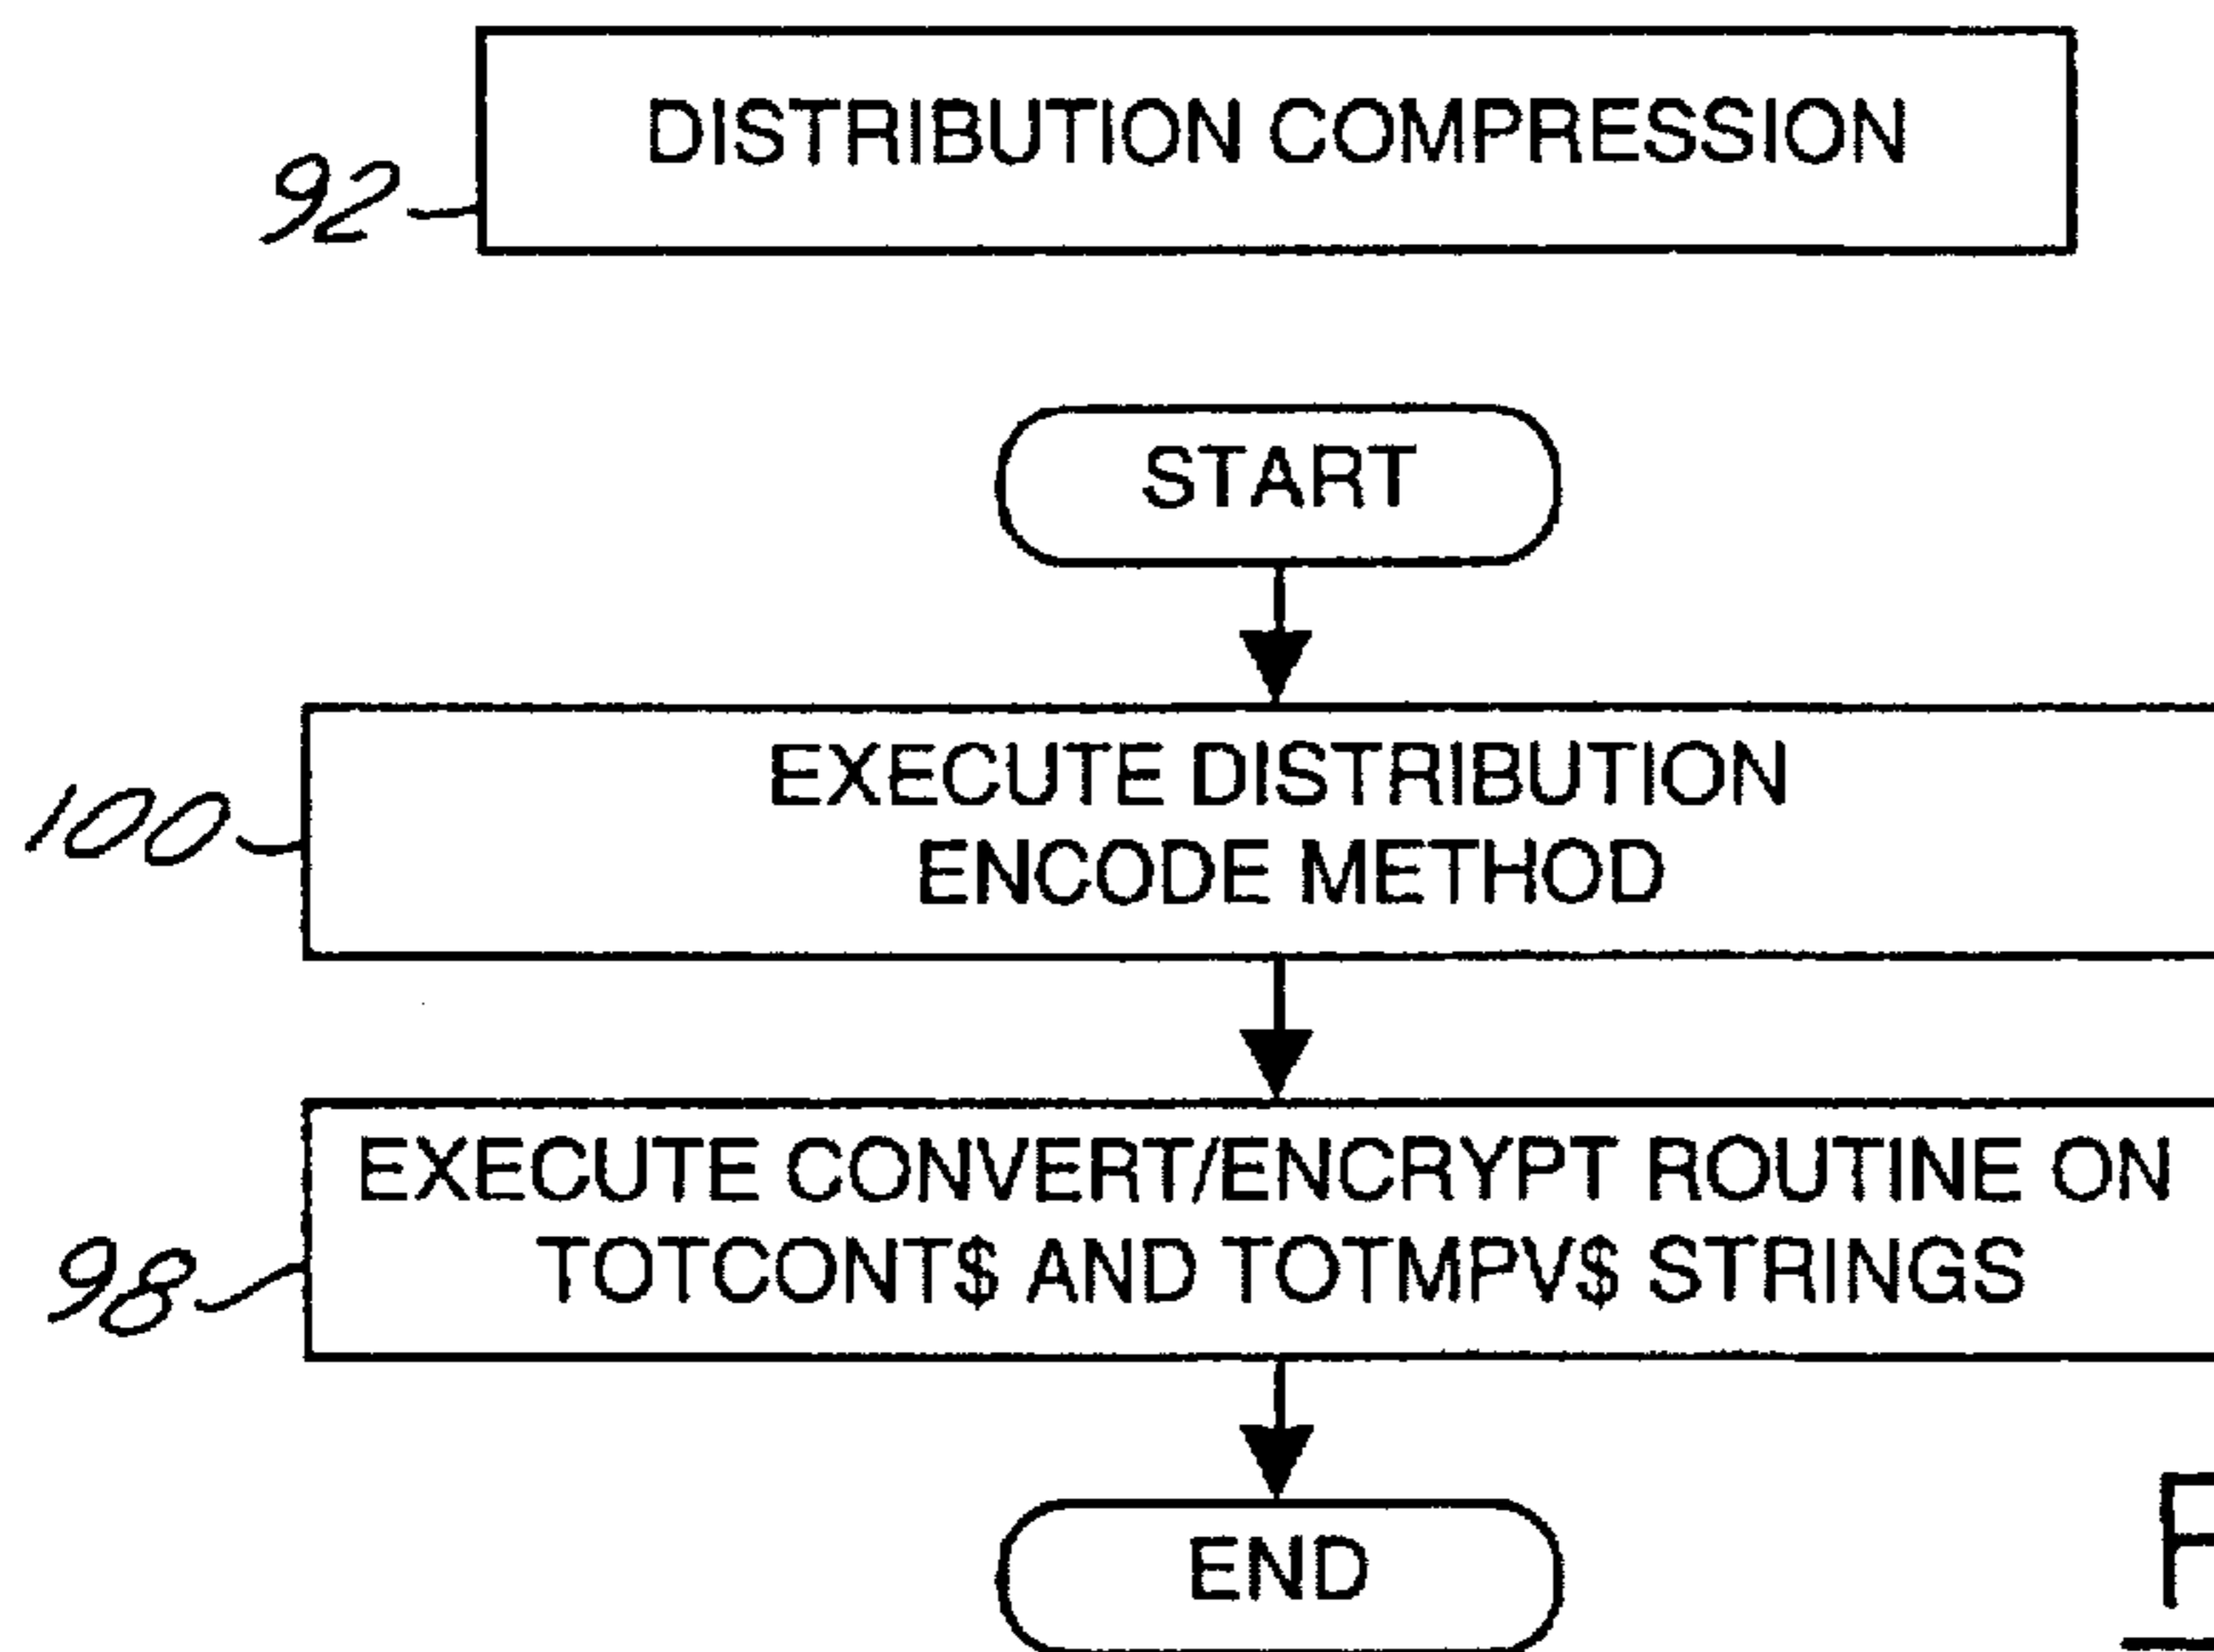 DISTRIBUTION COMPRESSION
92
START
EXECUTE DISTRIBUTION
ENCODE METHOD
100
EXECUTE CONVERT/ENCRYPT ROUTINE ON
TOTCONT$ AND TOTMPV$ STRINGS
98
END